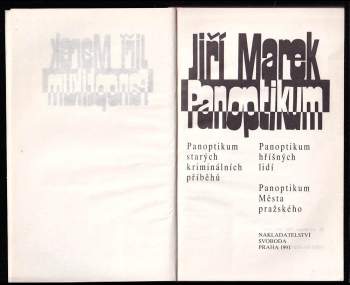 Jiří Marek
Panoptikum
Panoptikum
starých
kriminálních
příběhů
Panoptikum
hříšných
lidí
Panoptikum
Města
pražského
NAKLADATELSTVÍ
SVOBODA
PRAHA 1991